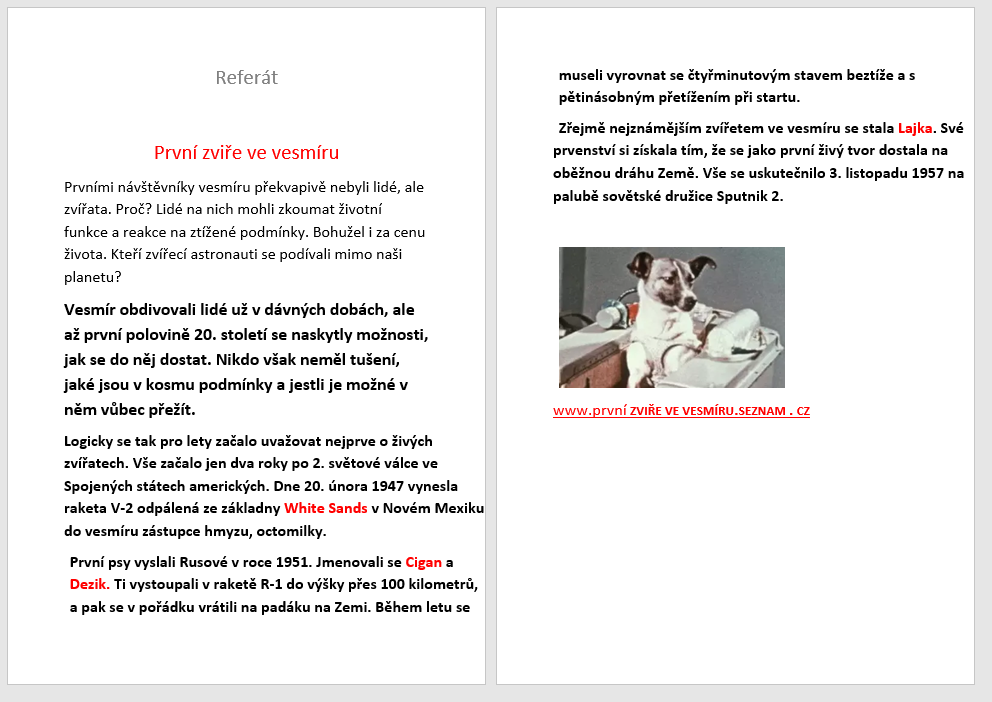 Referát
První zviře ve vesmíru
Prvními návštěvníky vesmíru překvapivě nebyli lidé, ale
zvířata. Proč? Lidé na nich mohli zkoumat životní
funkce a reakce na ztížené podmínky. Bohužel i za cenu
života. Kteří zvířecí astronauti se podívali mimo naši
planetu?
Vesmír obdivovali lidé už v dávných dobách, ale
až první polovině 20. století se naskytly možnosti,
jak se do něj dostat. Nikdo však neměl tušení,
jaké jsou v kosmu podmínky a jestli je možné v
něm vůbec přežít.
Logicky se tak pro lety začalo uvažovat nejprve o živých
zvířatech. Vše začalo jen dva roky po 2. světové válce ve
Spojených státech amerických. Dne 20. února 1947 vynesla
raketa V-2 odpálená ze základny White Sands v Novém Mexiku
do vesmíru zástupce hmyzu, octomilky.
První psy vyslali Rusové v roce 1951. Jmenovali se Cigan a
Dezik. Ti vystoupali v raketě R-1 do výšky přes 100 kilometrů,
a pak se v pořádku vrátili na padáku na Zemi. Během letu se
museli vyrovnat se čtyřminutovým stavem beztíže a s
pětinásobným přetížením při startu.
Zřejmě nejznámějším zvířetem ve vesmíru se stala Lajka. Své
prvenství si získala tím, že se jako první živý tvor dostala na
oběžnou dráhu Země. Vše se uskutečnilo 3. listopadu 1957 na
palubě sovětské družice Sputnik 2.
www.první ZVIŘE VE VESMÍRU.SEZNAM . CZ